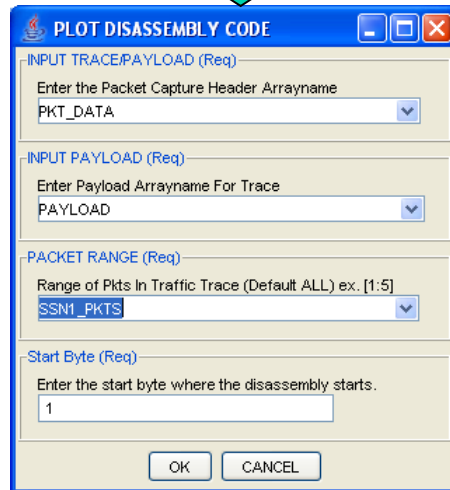 PLOT DISASSEMBLY CODE
INPUT TRACE/PAYLOAD (Req)
Enter the Packet Capture Header Arrayname
PKT_DATA
INPUT PAYLOAD (Req)
Enter Payload Arrayname For Trace
PAYLOAD
PACKET RANGE (Req)
Range of Pkts In Traffic Trace (Default ALL) ex. [1:5]
SSN1_PKTS
Start Byte (Req)
Enter the start byte where the disassembly starts.
1
OK CANCEL